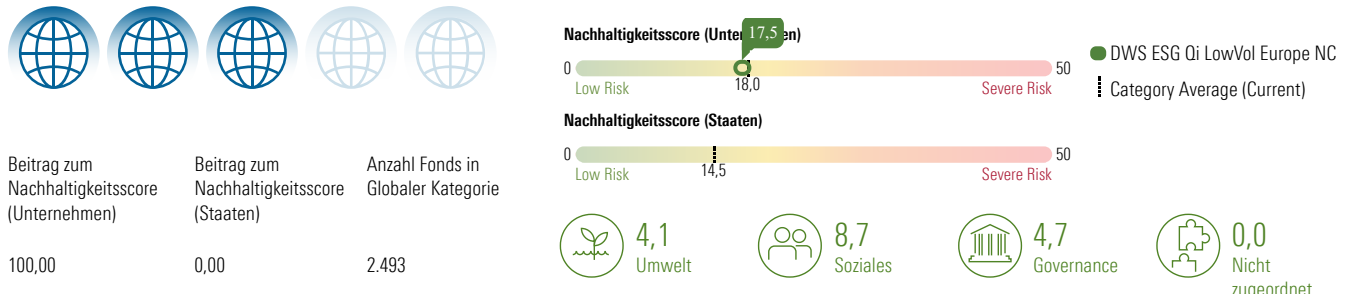 Beitrag zum
Nachhaltigkeitsscore
(Unternehmen)
100,00
Beitrag zum
Nachhaltigkeitsscore
(Staaten)
0,00
Anzahl Fonds in
Globaler Kategorie
2.493
Nachhaltigkeitsscore (Unter en)
17,5
0
50
Low Risk
18,0
Severe Risk
DWS ESG Qi LowVol Europe NC
Category Average (Current)
Nachhaltigkeitsscore (Staaten)
0
50
Low Risk
14,5
Severe Risk
4,1
Umwelt
8,7
Soziales
4,7
Governance
0,0
Nicht
zugeordnet